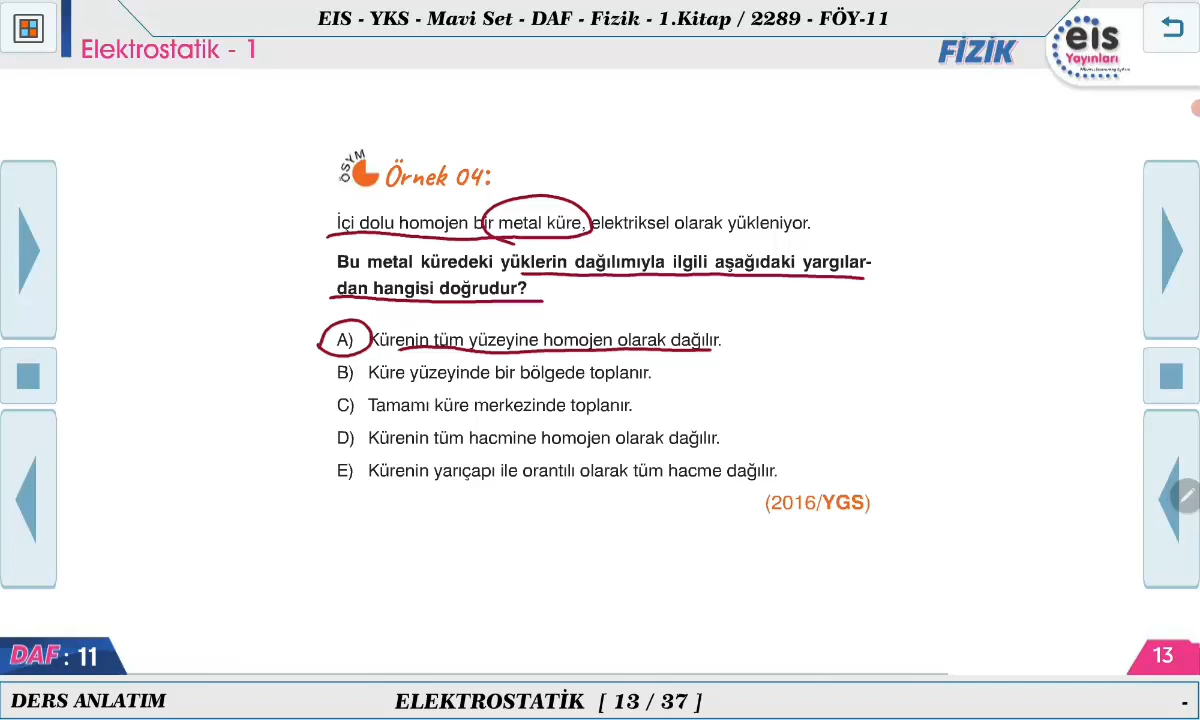 EIS - YKS - Mavi Set - DAF - Fizik - 1.Kitap / 2289 - FÖY-11
Elektrostatik - 1
FİZİK
eis
Yayınları
ÖSYM
Örnek 04:
İçi dolu homojen bir metal küre, elektriksel olarak yükleniyor.
Bu metal küredeki yüklerin dağılımıyla ilgili aşağıdaki yargılar-
dan hangisi doğrudur?
A) Kürenin tüm yüzeyine homojen olarak dağılır.
B) Küre yüzeyinde bir bölgede toplanır.
C) Tamamı küre merkezinde toplanır.
D) Kürenin tüm hacmine homojen olarak dağılır.
E) Kürenin yarıçapı ile orantılı olarak tüm hacme dağılır.
(2016/YGS)
DAF : 11
13
DERS ANLATIM
ELEKTROSTATİK [ 13 / 37 ]
-